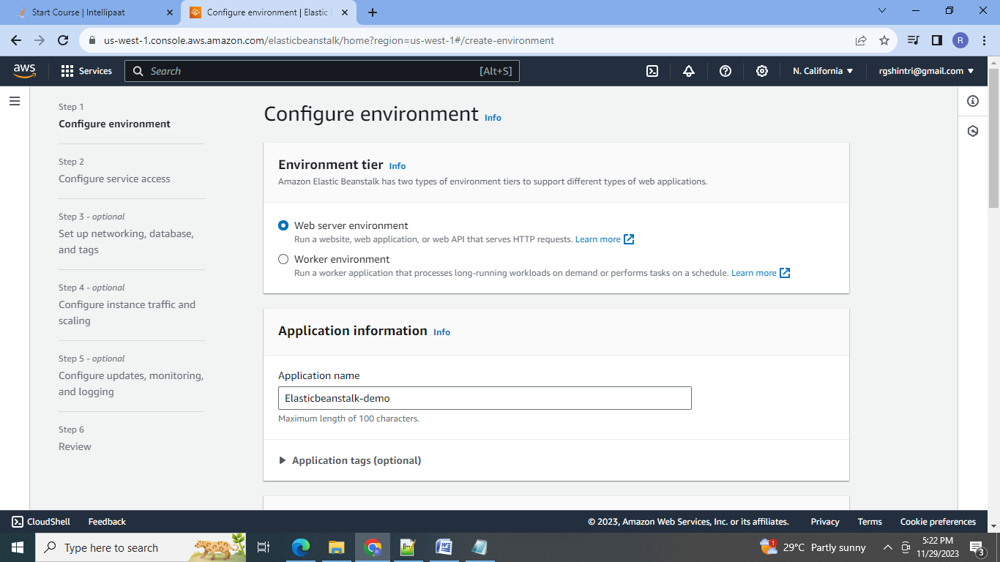 Start Course | Intellipaat
Configure environment | Elastic
us-west-1.console.aws.amazon.com/elasticbeanstalk/home?region=us-west-1#/create-environment
R
aws
Services
Search
[Alt+S]
N. California
rgshintri@gmail.com
Step 1
Configure environment
Step 2
Configure service access
Step 3 - optional
Set up networking, database,
and tags
Step 4 - optional
Configure instance traffic and
scaling
Step 5 - optional
Configure updates, monitoring,
and logging
Step 6
Review
Configure environment Info
Environment tier Info
Amazon Elastic Beanstalk has two types of environment tiers to support different types of web applications.
Web server environment
Run a website, web application, or web API that serves HTTP requests. Learn more
Worker environment
Run a worker application that processes long-running workloads on demand or performs tasks on a schedule. Learn more
Application information Info
Application name
Elasticbeanstalk-demo
Maximum length of 100 characters.
Application tags (optional)
CloudShell
Feedback
© 2023, Amazon Web Services, Inc. or its affiliates.
Privacy
Terms
Cookie preferences
Type here to search
1
29°C Partly sunny
5:22 PM
11/29/2023
3